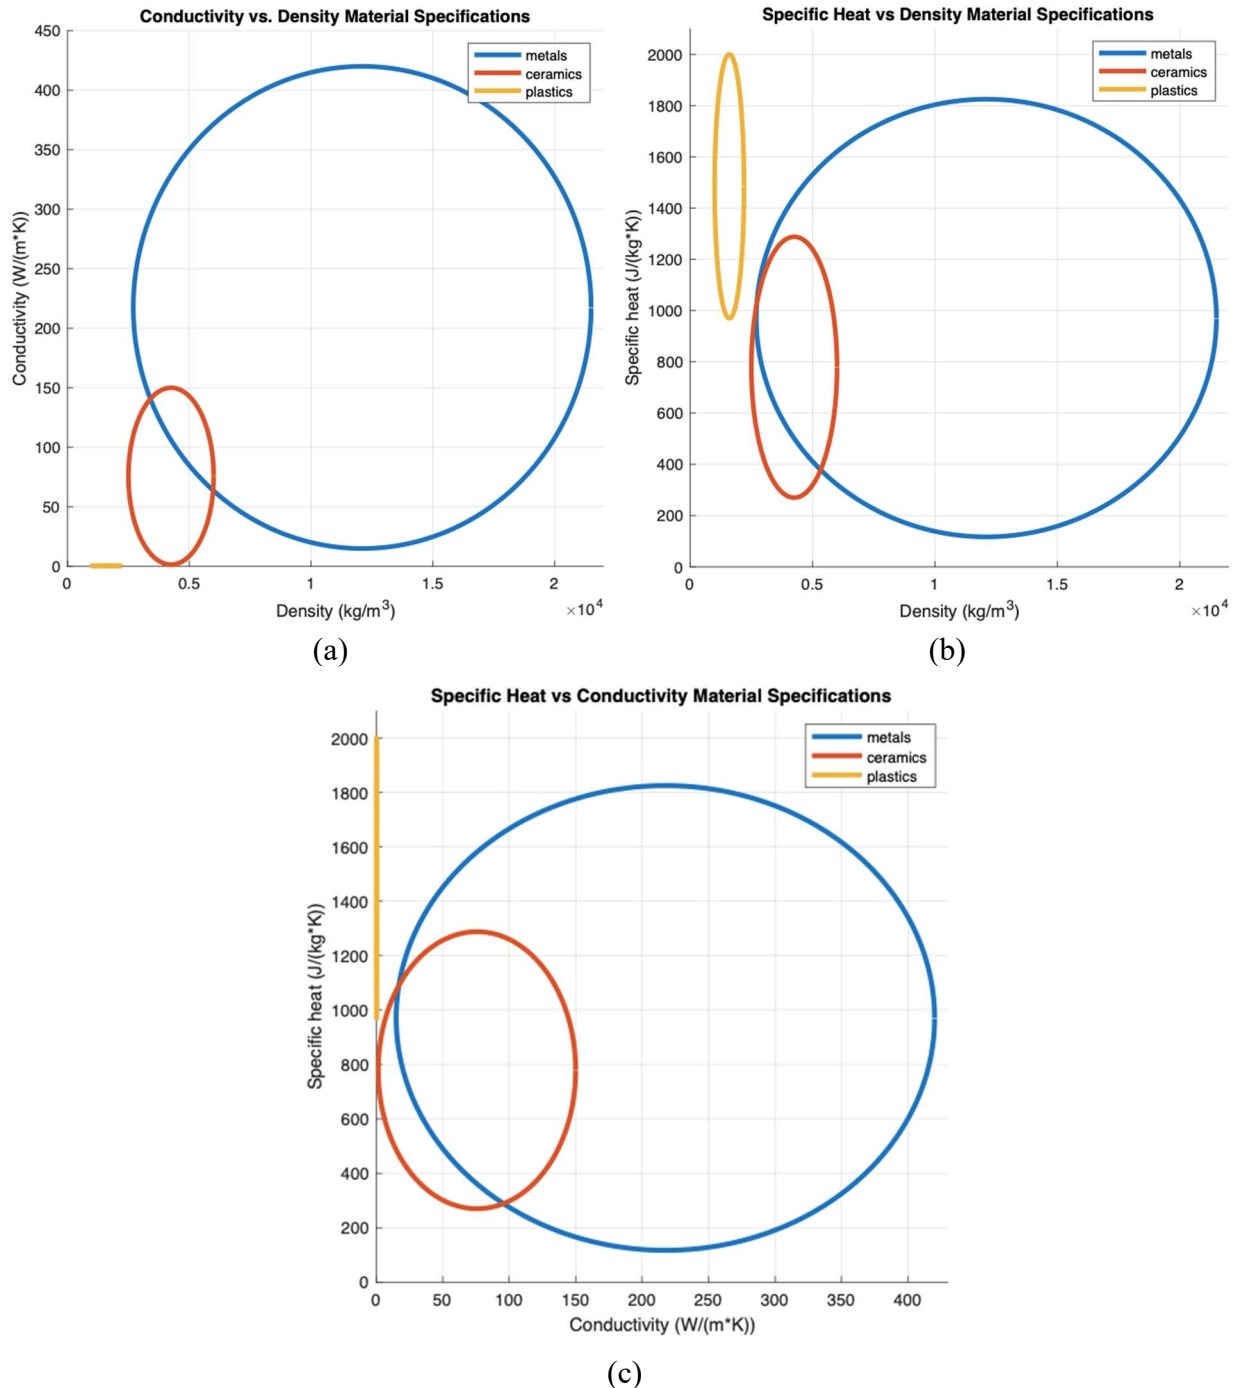 Conductivity vs. Density Material Specifications
450
400
350
300
250
200
150
100
50
0
Conductivity (W/(m*K))
metals
ceramics
plastics
0 0.5 1 1.5 2
Density (kg/m³) ×10⁴
(a)
Specific Heat vs Density Material Specifications
2000
1800
1600
1400
1200
1000
800
600
400
200
0
Specific heat (J/(kg*K))
metals
ceramics
plastics
0 0.5 1 1.5 2
Density (kg/m³) ×10⁴
(b)
Specific Heat vs Conductivity Material Specifications
2000
1800
1600
1400
1200
1000
800
600
400
200
0
Specific heat (J/(kg*K))
metals
ceramics
plastics
0 50 100 150 200 250 300 350 400
Conductivity (W/(m*K))
(c)